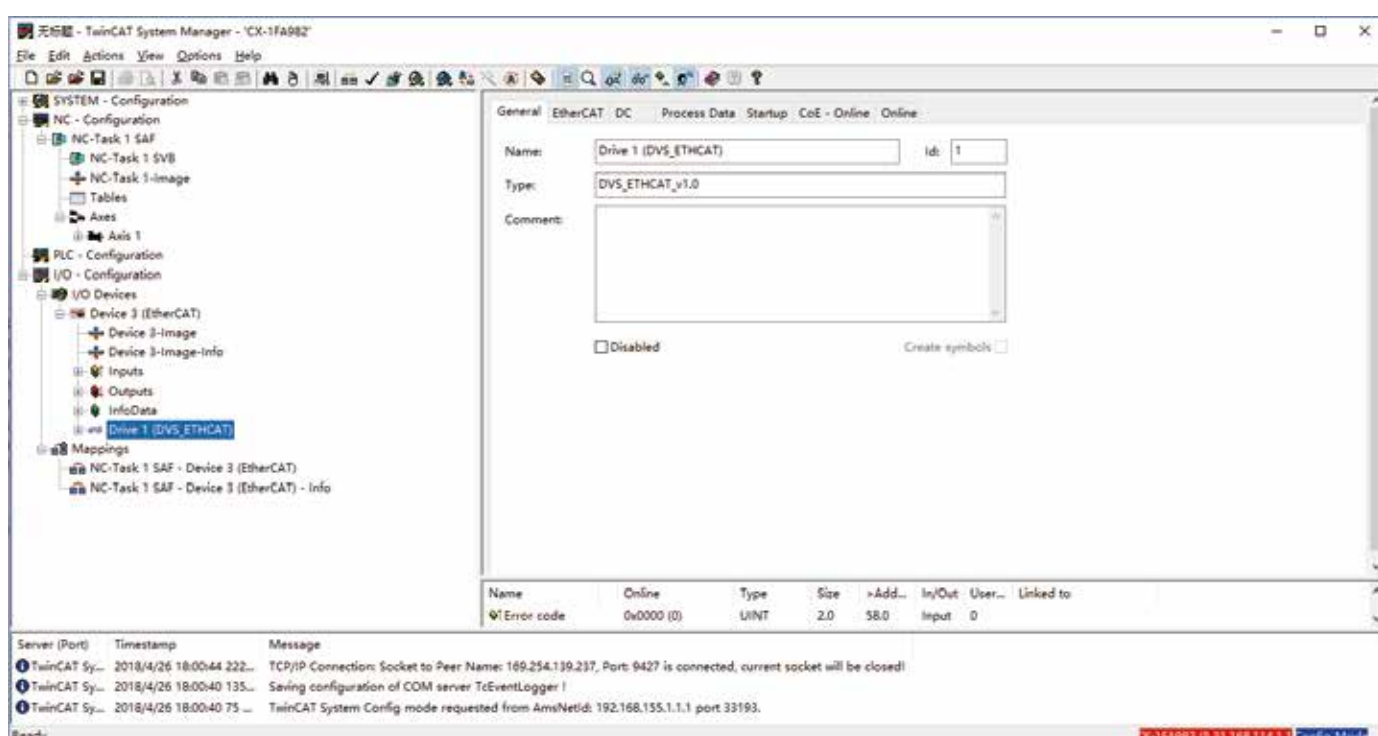 无标题 - TwinCAT System Manager - 'CX-1FA982'
File Edit Actions View Options Help
SYSTEM - Configuration
NC - Configuration
NC-Task 1 SAF
NC-Task 1 SVB
NC-Task 1-Image
Tables
Axes
Axis 1
PLC - Configuration
I/O - Configuration
I/O Devices
Device 3 (EtherCAT)
Device 3-Image
Device 3-Image-Info
Inputs
Outputs
InfoData
Drive 1 (DVS_ETHCAT)
Mappings
NC-Task 1 SAF - Device 3 (EtherCAT)
NC-Task 1 SAF - Device 3 (EtherCAT) - Info
General EtherCAT DC Process Data Startup CoE - Online Online
Name: Drive 1 (DVS_ETHCAT) Id: 1
Type: DVS_ETHCAT_v1.0
Comment:
Disabled Create symbols
Name Online Type Size >Add... In/Out User... Linked to
Error code 0x0000 (0) UINT 2.0 58.0 Input 0
Server (Port) Timestamp Message
TwinCAT Sy... 2018/4/26 18:00:44 222... TCP/IP Connection: Socket to Peer Name: 169.254.139.237, Port: 9427 is connected, current socket will be closed!
TwinCAT Sy... 2018/4/26 18:00:40 135... Saving configuration of COM server TcEventLogger !
TwinCAT Sy... 2018/4/26 18:00:40 75 ... TwinCAT System Config mode requested from AmsNetId: 192.168.155.1.1.1 port 33193.
Ready